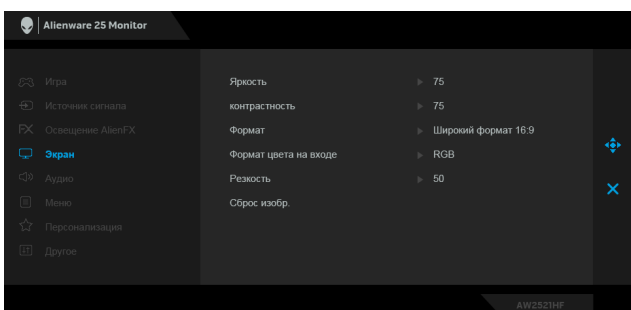 Alienware 25 Monitor
Игра
Источник сигнала
FX Освещение AlienFX
Экран
Аудио
Меню
Персонализация
Другое
Яркость 75
контрастность 75
Формат Широкий формат 16:9
Формат цвета на входе RGB
Резкость 50
Сброс изобр.
AW2521HF